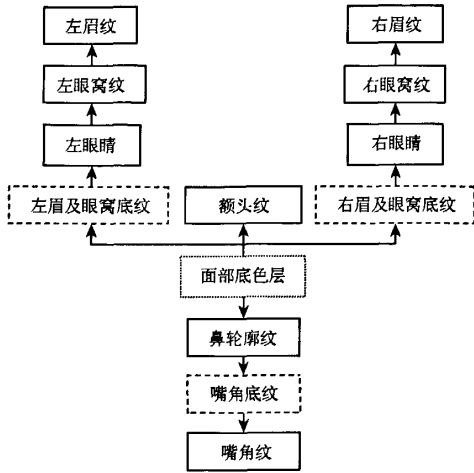 左眉纹
右眉纹
左眼窝纹
右眼窝纹
左眼睛
右眼睛
左眉及眼窝底纹
额头纹
右眉及眼窝底纹
面部底色层
鼻轮廓纹
嘴角底纹
嘴角纹